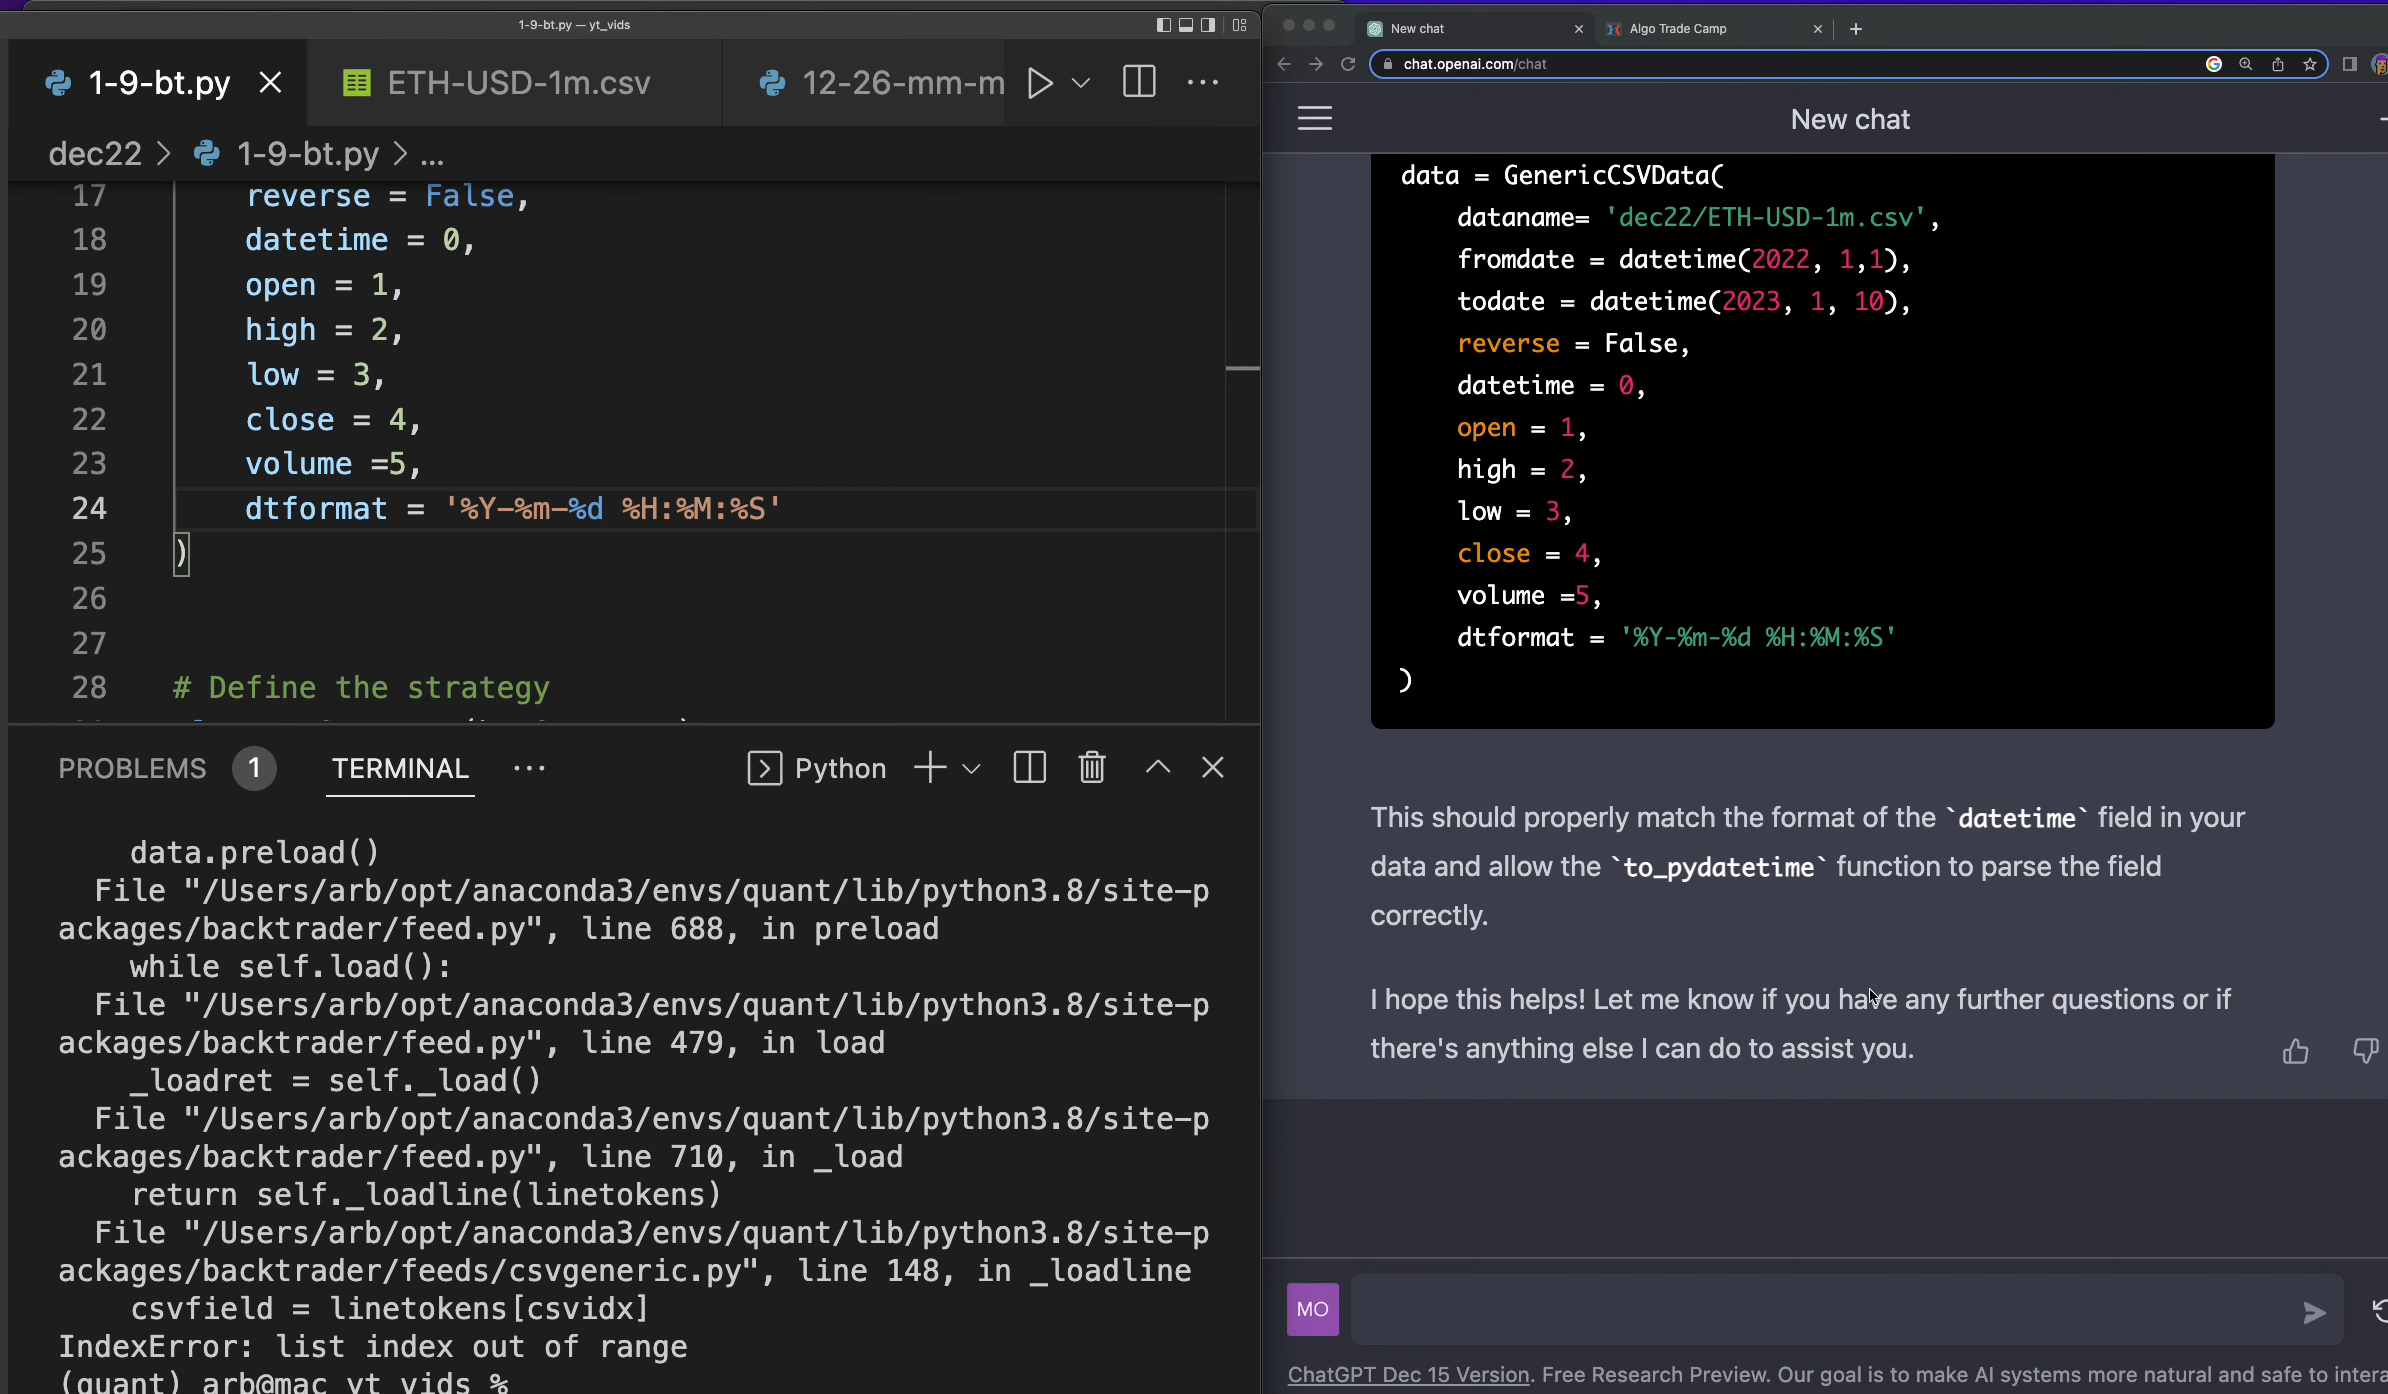 1-9-bt.py — yt_vids
1-9-bt.py
ETH-USD-1m.csv
12-26-mm-m
dec22 > 1-9-bt.py > ...
17 reverse = False,
18 datetime = 0,
19 open = 1,
20 high = 2,
21 low = 3,
22 close = 4,
23 volume =5,
24 dtformat = '%Y-%m-%d %H:%M:%S'
25 )
26
27
28 # Define the strategy
PROBLEMS 1 TERMINAL ... Python
data.preload()
File "/Users/arb/opt/anaconda3/envs/quant/lib/python3.8/site-p
ackages/backtrader/feed.py", line 688, in preload
while self.load():
File "/Users/arb/opt/anaconda3/envs/quant/lib/python3.8/site-p
ackages/backtrader/feed.py", line 479, in load
_loadret = self._load()
File "/Users/arb/opt/anaconda3/envs/quant/lib/python3.8/site-p
ackages/backtrader/feed.py", line 710, in _load
return self._loadline(linetokens)
File "/Users/arb/opt/anaconda3/envs/quant/lib/python3.8/site-p
ackages/backtrader/feeds/csvgeneric.py", line 148, in _loadline
csvfield = linetokens[csvidx]
IndexError: list index out of range
(quant) arb@mac yt_vids %
New chat
Algo Trade Camp
chat.openai.com/chat
New chat
data = GenericCSVData(
dataname= 'dec22/ETH-USD-1m.csv',
fromdate = datetime(2022, 1,1),
todate = datetime(2023, 1, 10),
reverse = False,
datetime = 0,
open = 1,
high = 2,
low = 3,
close = 4,
volume =5,
dtformat = '%Y-%m-%d %H:%M:%S'
)
This should properly match the format of the `datetime` field in your
data and allow the `to_pydatetime` function to parse the field
correctly.
I hope this helps! Let me know if you have any further questions or if
there's anything else I can do to assist you.
MO
ChatGPT Dec 15 Version. Free Research Preview. Our goal is to make AI systems more natural and safe to intera